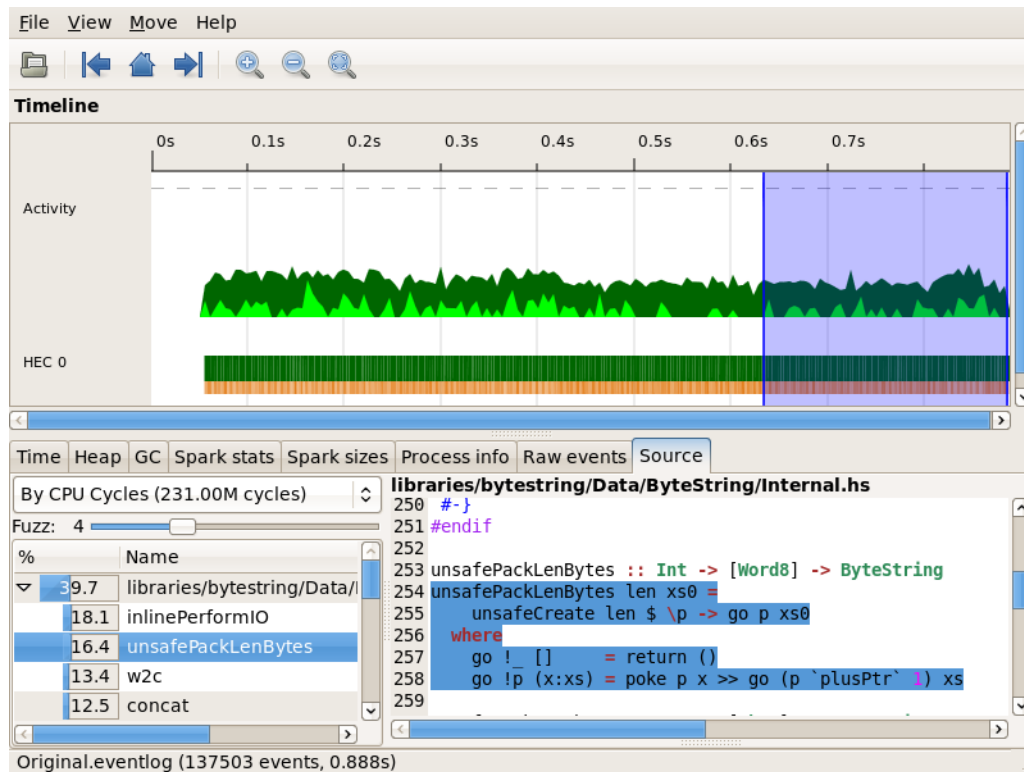 File View Move Help
Timeline
0s 0.1s 0.2s 0.3s 0.4s 0.5s 0.6s 0.7s
Activity
HEC 0
Time Heap GC Spark stats Spark sizes Process info Raw events Source
By CPU Cycles (231.00M cycles)
Fuzz: 4
% Name
39.7 libraries/bytestring/Data/
18.1 inlinePerformIO
16.4 unsafePackLenBytes
13.4 w2c
12.5 concat
libraries/bytestring/Data/ByteString/Internal.hs
250 #-}
251 #endif
252
253 unsafePackLenBytes :: Int -> [Word8] -> ByteString
254 unsafePackLenBytes len xs0 =
255 unsafeCreate len $ \p -> go p xs0
256 where
257 go !_ [] = return ()
258 go !p (x:xs) = poke p x >> go (p `plusPtr` 1) xs
259
Original.eventlog (137503 events, 0.888s)